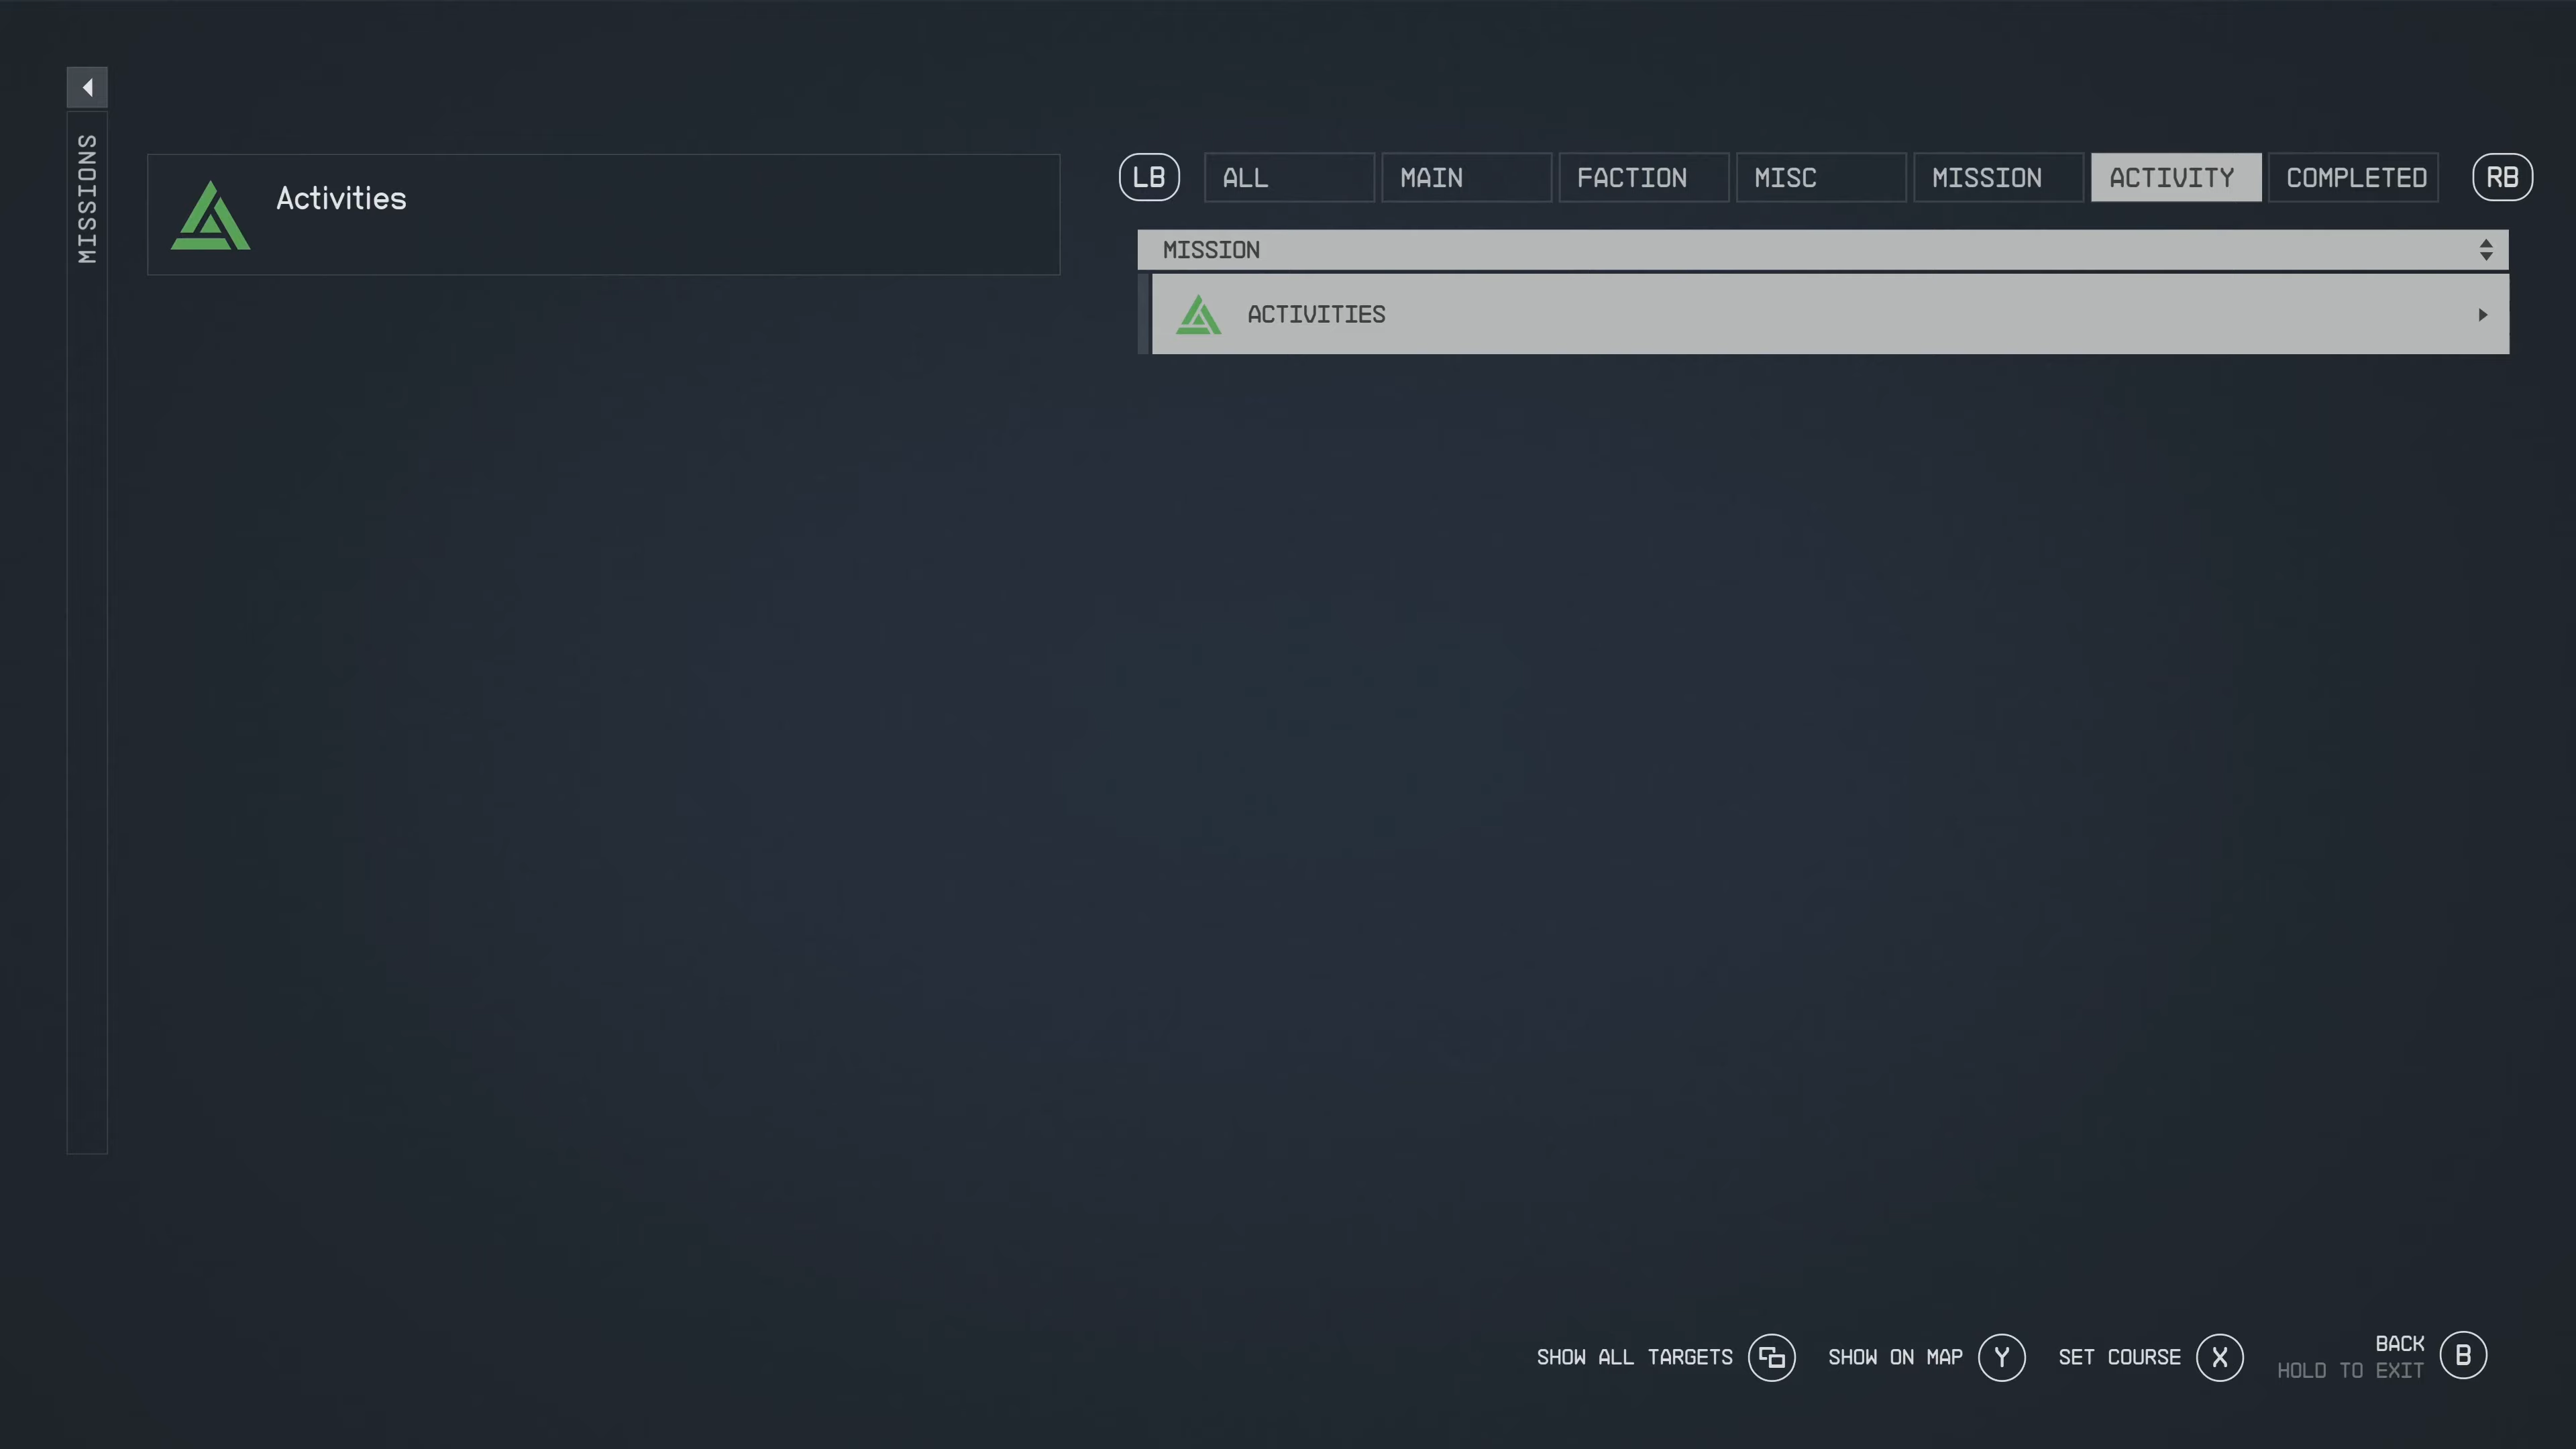 MISSIONS
Activities
LB ALL MAIN FACTION MISC MISSION ACTIVITY COMPLETED RB
MISSION
ACTIVITIES
SHOW ALL TARGETS SHOW ON MAP Y SET COURSE X BACK B
HOLD TO EXIT